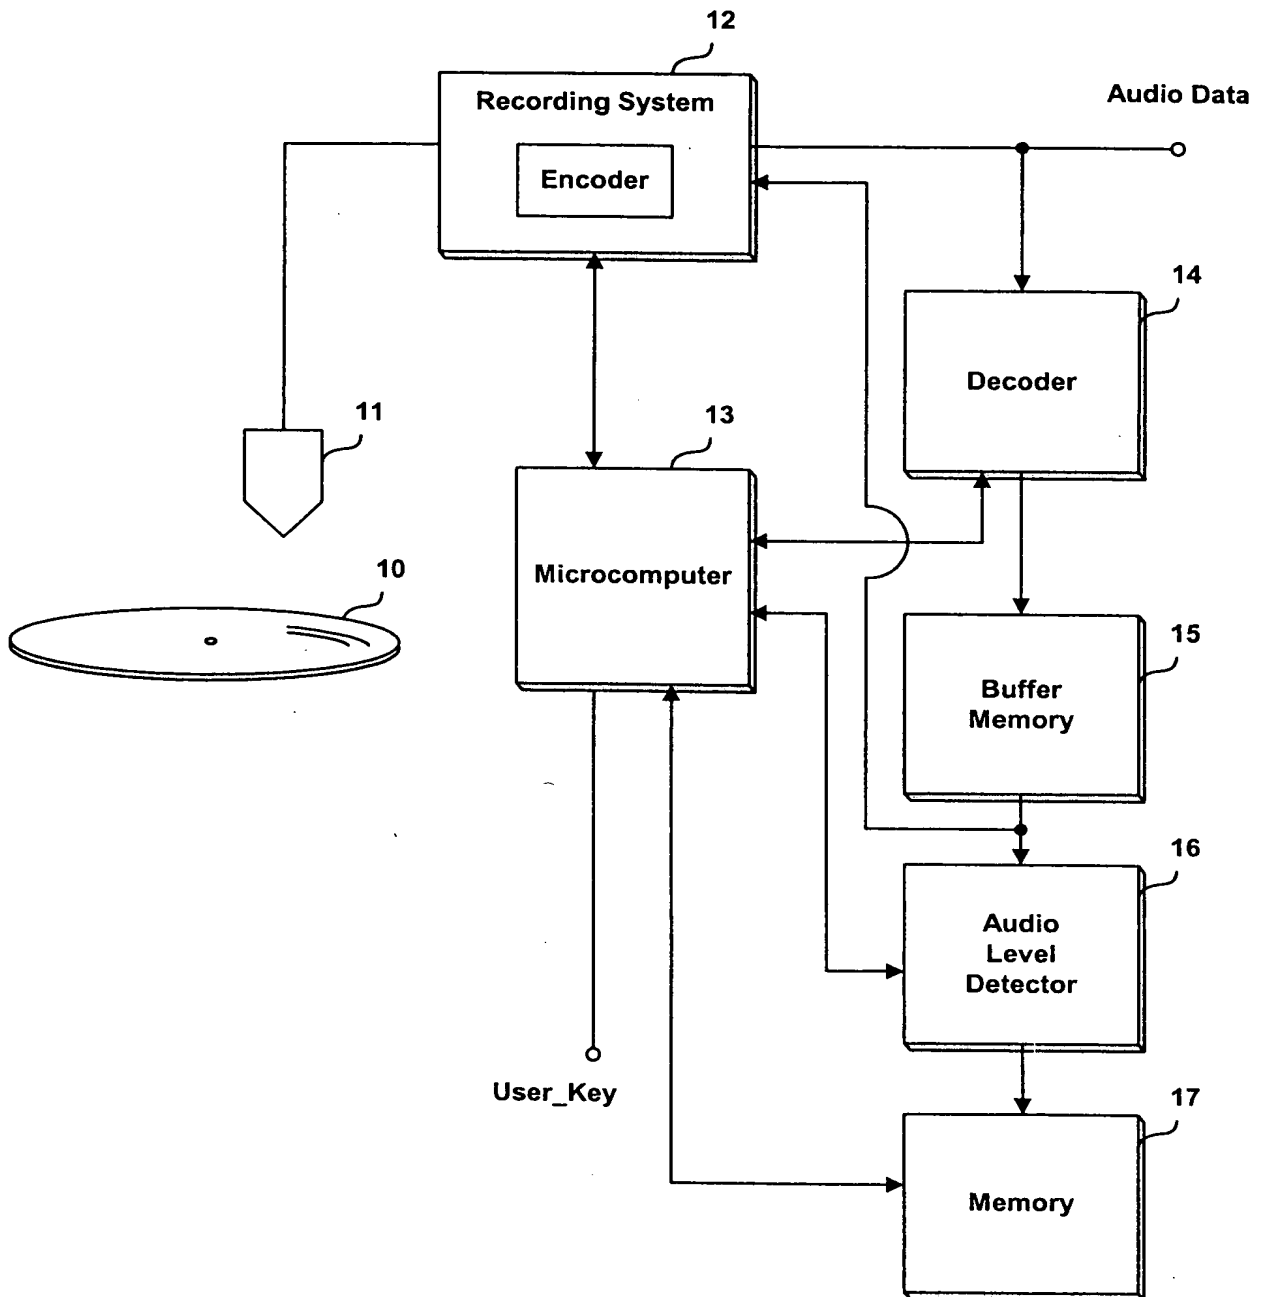 12
Recording System
Audio Data
Encoder
14
Decoder
11
13
Microcomputer
10
15
Buffer
Memory
16
Audio
Level
Detector
User_Key
17
Memory